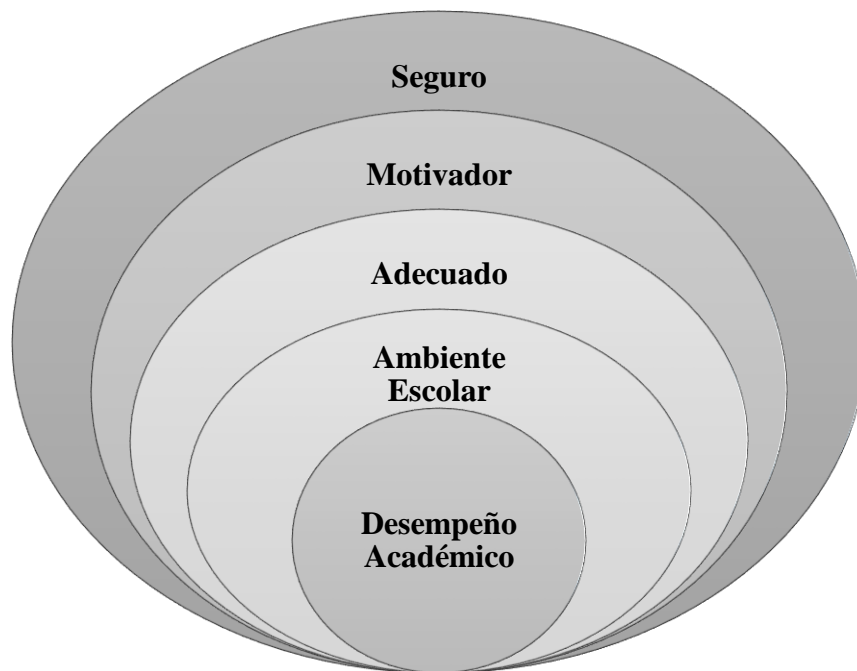 Seguro
Motivador
Adecuado
Ambiente
Escolar
Desempeño
Académico